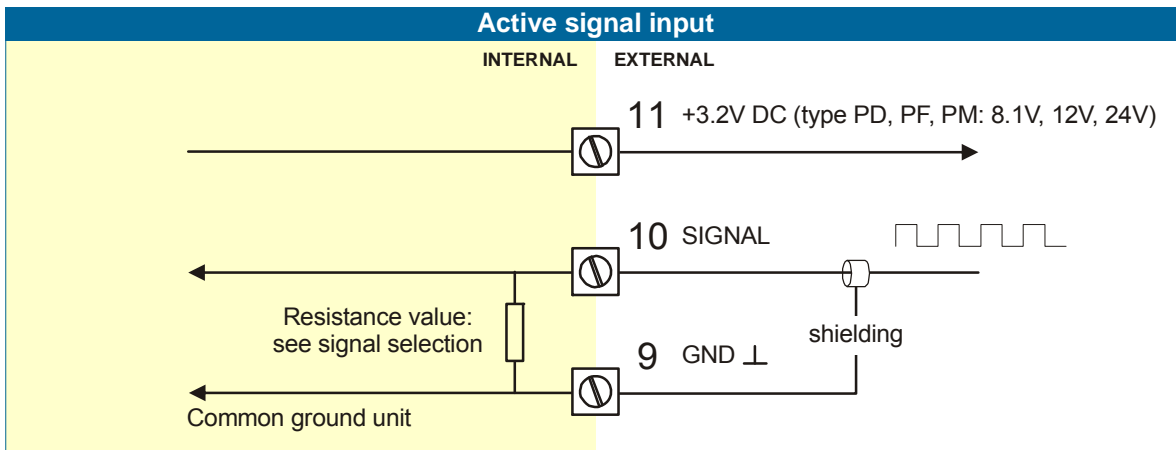 Active signal input
INTERNAL EXTERNAL
11 +3.2V DC (type PD, PF, PM: 8.1V, 12V, 24V)
10 SIGNAL
Resistance value:
see signal selection
shielding
9 GND ⊥
Common ground unit